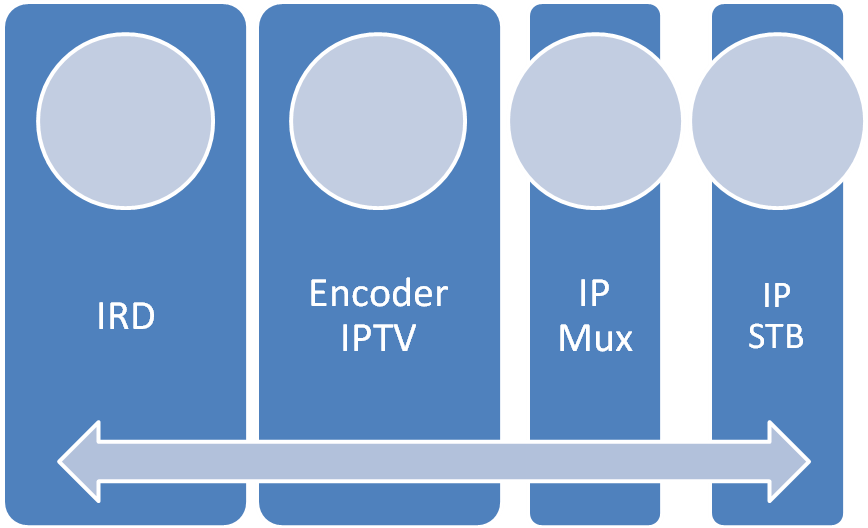 IRD
Encoder
IPTV
IP
Mux
IP
STB